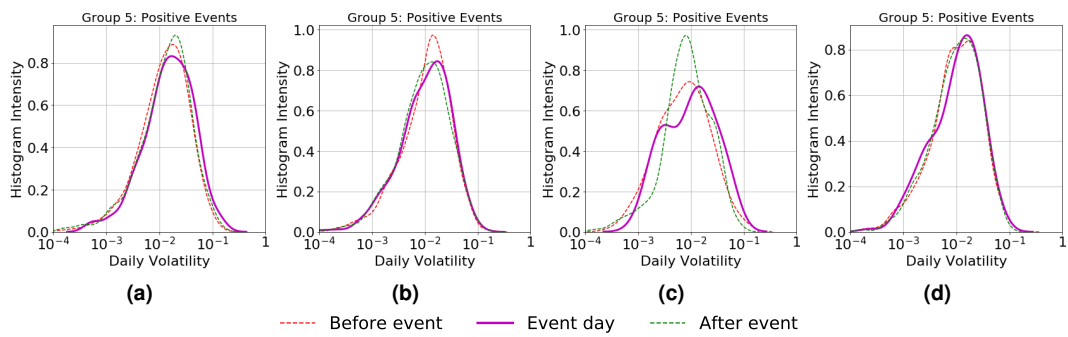 Group 5: Positive Events Group 5: Positive Events Group 5: Positive Events Group 5: Positive Events
Histogram Intensity
0.8
0.6
0.4
0.2
0.0
10⁻⁴ 10⁻³ 10⁻² 10⁻¹ 1
Daily Volatility
(a)
Histogram Intensity
1.0
0.8
0.6
0.4
0.2
0.0
10⁻⁴ 10⁻³ 10⁻² 10⁻¹ 1
Daily Volatility
(b)
Histogram Intensity
1.0
0.8
0.6
0.4
0.2
0.0
10⁻⁴ 10⁻³ 10⁻² 10⁻¹ 1
Daily Volatility
(c)
Histogram Intensity
0.8
0.6
0.4
0.2
0.0
10⁻⁴ 10⁻³ 10⁻² 10⁻¹ 1
Daily Volatility
(d)
Before event Event day After event